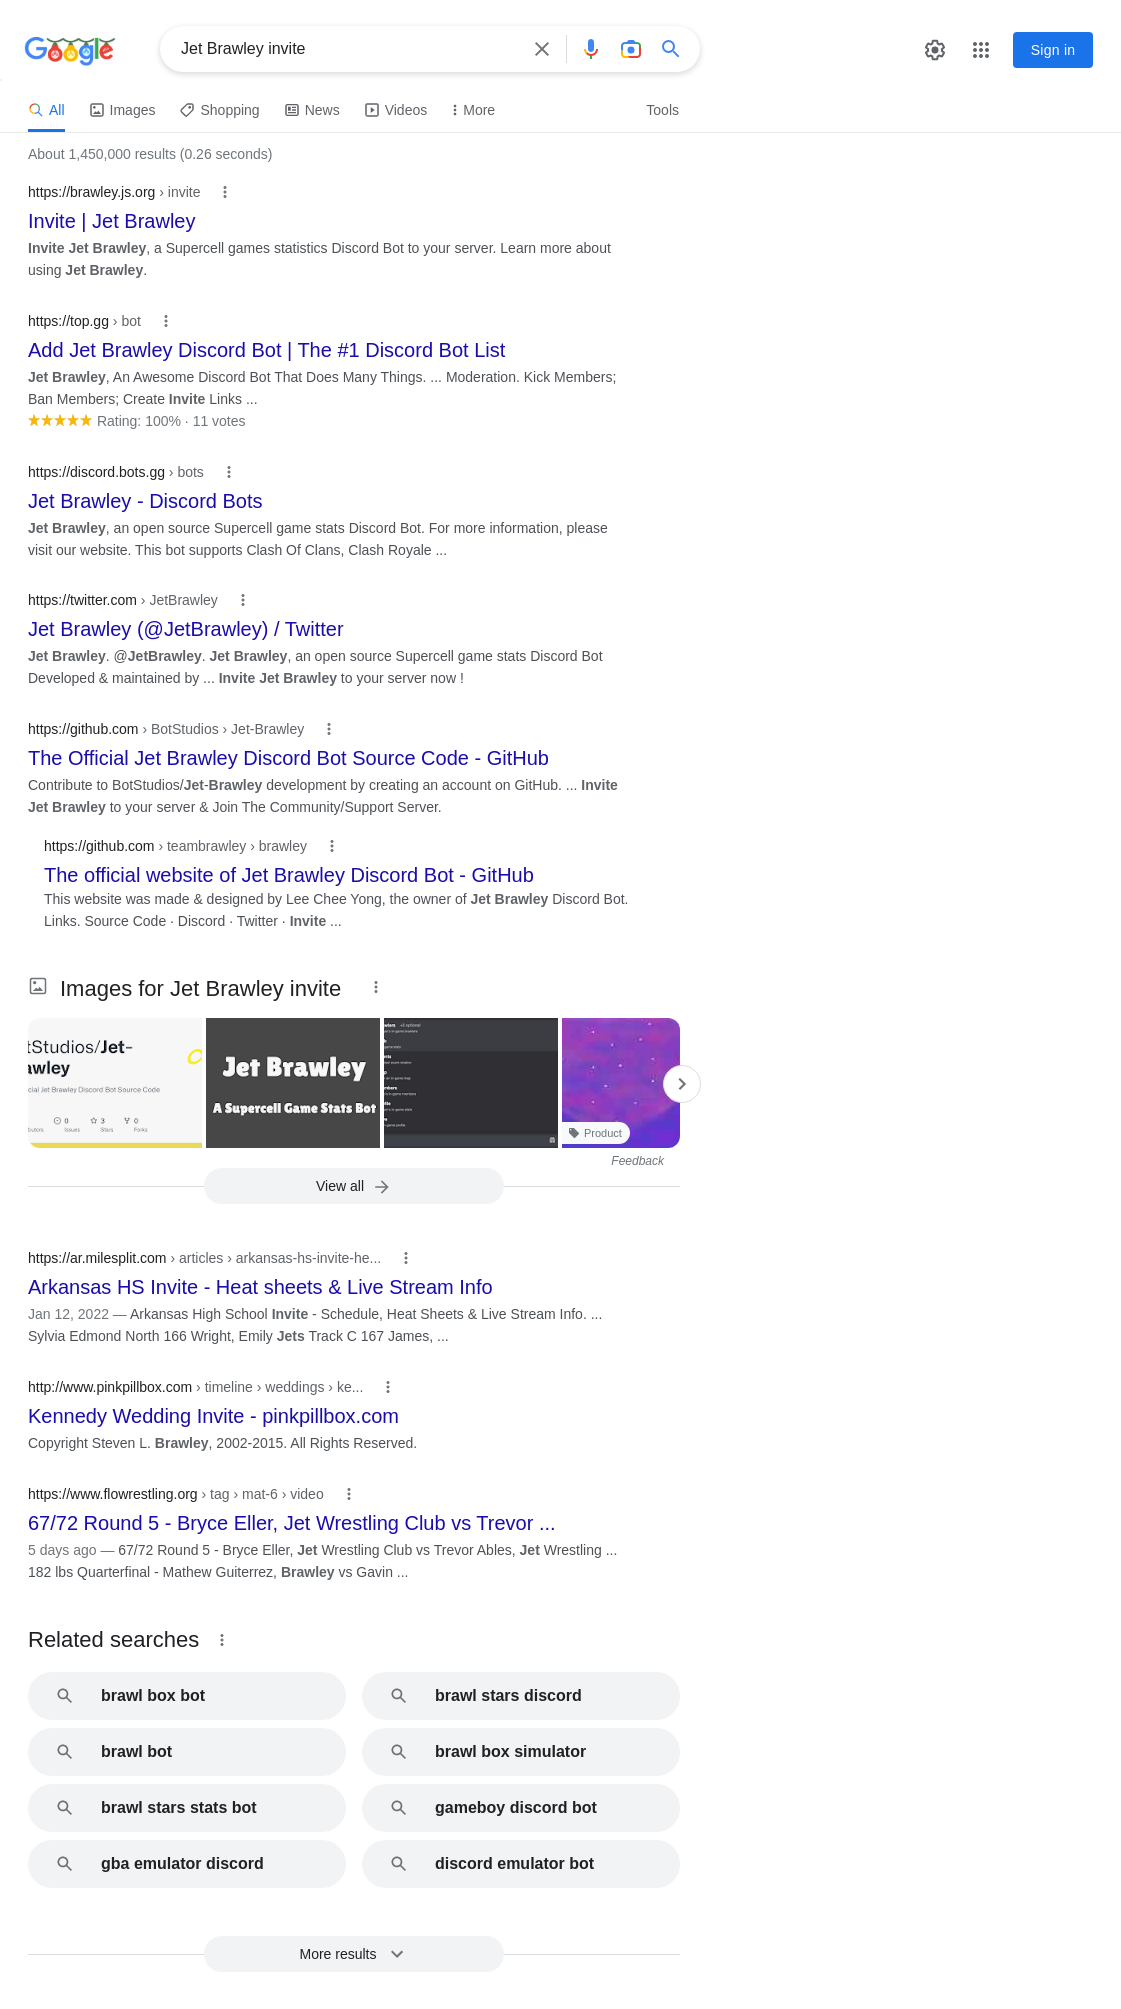 Google
Jet Brawley invite
Sign in
All
Images
Shopping
News
Videos
More
Tools
About 1,450,000 results (0.26 seconds)
https://brawley.js.org › invite
Invite | Jet Brawley
Invite Jet Brawley, a Supercell games statistics Discord Bot to your server. Learn more about
using Jet Brawley.
https://top.gg › bot
Add Jet Brawley Discord Bot | The #1 Discord Bot List
Jet Brawley, An Awesome Discord Bot That Does Many Things. ... Moderation. Kick Members;
Ban Members; Create Invite Links ...
Rating: 100% · 11 votes
https://discord.bots.gg › bots
Jet Brawley - Discord Bots
Jet Brawley, an open source Supercell game stats Discord Bot. For more information, please
visit our website. This bot supports Clash Of Clans, Clash Royale ...
https://twitter.com › JetBrawley
Jet Brawley (@JetBrawley) / Twitter
Jet Brawley. @JetBrawley. Jet Brawley, an open source Supercell game stats Discord Bot
Developed & maintained by ... Invite Jet Brawley to your server now !
https://github.com › BotStudios › Jet-Brawley
The Official Jet Brawley Discord Bot Source Code - GitHub
Contribute to BotStudios/Jet-Brawley development by creating an account on GitHub. ... Invite
Jet Brawley to your server & Join The Community/Support Server.
https://github.com › teambrawley › brawley
The official website of Jet Brawley Discord Bot - GitHub
This website was made & designed by Lee Chee Yong, the owner of Jet Brawley Discord Bot.
Links. Source Code · Discord · Twitter · Invite ...
Images for Jet Brawley invite
tStudios/Jet-
awley
cial Jet Brawley Discord Bot Source Code
0
3
0
Issues
Stars
Forks
Jet Brawley
A Supercell Game Stats Bot
Product
Feedback
View all
https://ar.milesplit.com › articles › arkansas-hs-invite-he...
Arkansas HS Invite - Heat sheets & Live Stream Info
Jan 12, 2022 — Arkansas High School Invite - Schedule, Heat Sheets & Live Stream Info. ...
Sylvia Edmond North 166 Wright, Emily Jets Track C 167 James, ...
http://www.pinkpillbox.com › timeline › weddings › ke...
Kennedy Wedding Invite - pinkpillbox.com
Copyright Steven L. Brawley, 2002-2015. All Rights Reserved.
https://www.flowrestling.org › tag › mat-6 › video
67/72 Round 5 - Bryce Eller, Jet Wrestling Club vs Trevor ...
5 days ago — 67/72 Round 5 - Bryce Eller, Jet Wrestling Club vs Trevor Ables, Jet Wrestling ...
182 lbs Quarterfinal - Mathew Guiterrez, Brawley vs Gavin ...
Related searches
brawl box bot
brawl stars discord
brawl bot
brawl box simulator
brawl stars stats bot
gameboy discord bot
gba emulator discord
discord emulator bot
More results